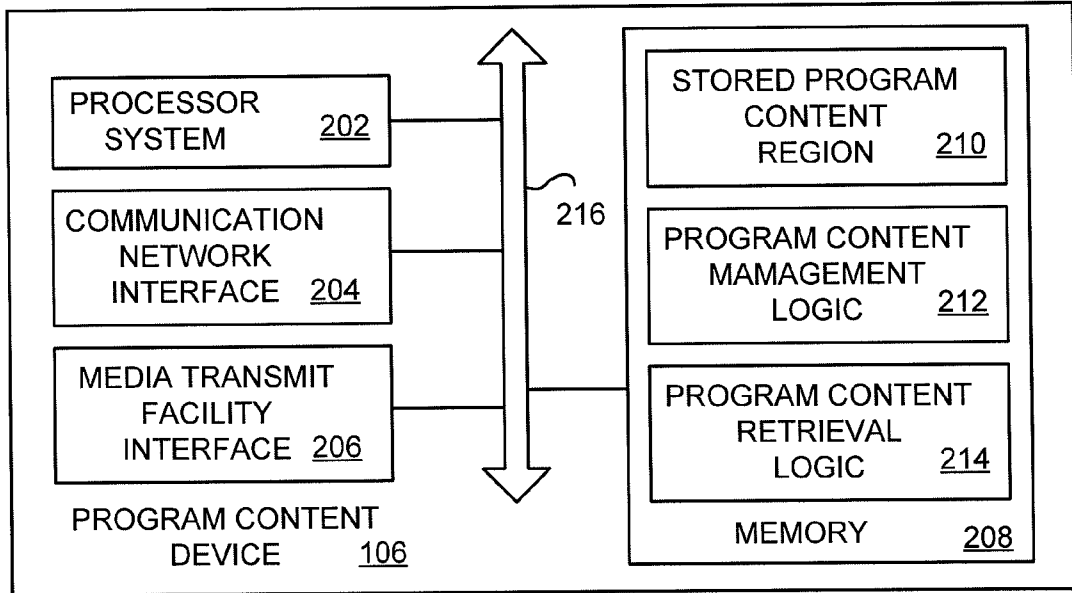 PROCESSOR
SYSTEM 202
COMMUNICATION
NETWORK
INTERFACE 204
MEDIA TRANSMIT
FACILITY
INTERFACE 206
PROGRAM CONTENT
DEVICE 106
216
STORED PROGRAM
CONTENT
REGION 210
PROGRAM CONTENT
MAMAGEMENT
LOGIC 212
PROGRAM CONTENT
RETRIEVAL
LOGIC 214
MEMORY 208